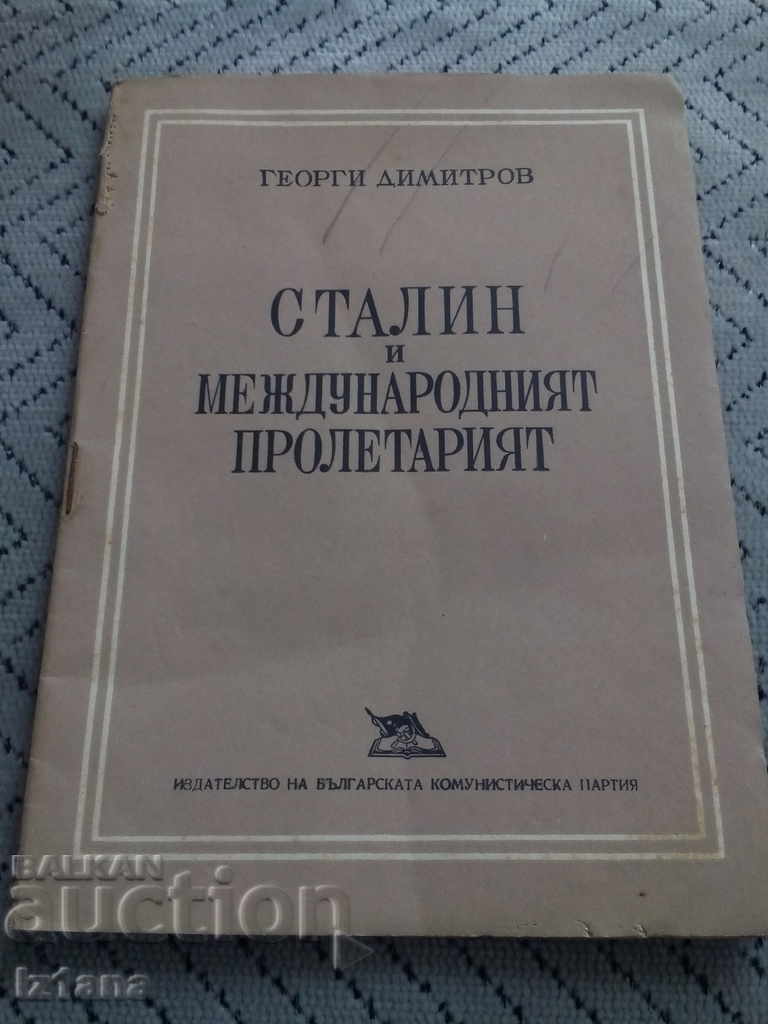 ГЕОРГИ ДИМИТРОВ
СТАЛИН
И
МЕЖДУНАРОДНИЯТ
ПРОЛЕТАРИЯТ
ИЗДАТЕЛСТВО НА БЪЛГАРСКАТА КОМУНИСТИЧЕСКА ПАРТИЯ
BALKAN
auction
Iz1ana